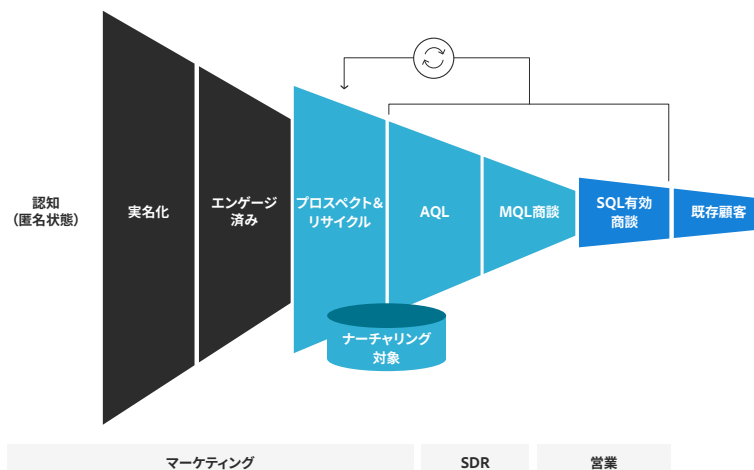 認知
（匿名状態）
実名化
エンゲージ
済み
プロスペクト&
リサイクル
AQL
MQL商談
SQL有効
商談
既存顧客
ナーチャリング
対象
マーケティング
SDR
営業